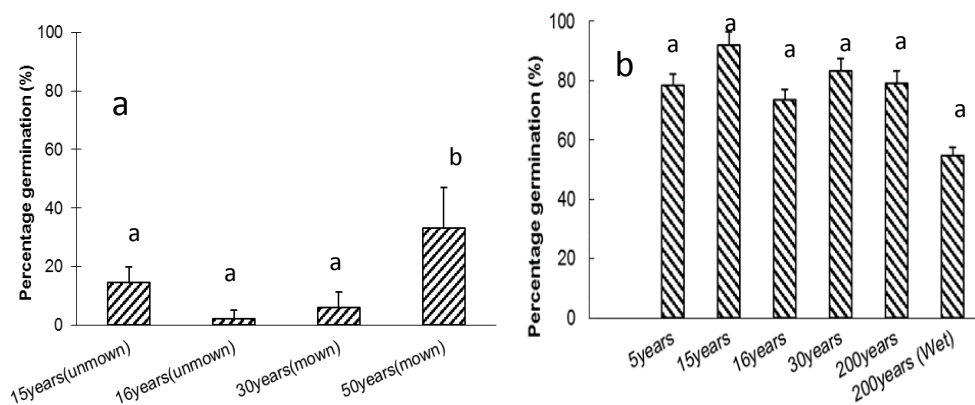 Percentage germination (%)
100
80
60
40
20
0
a
a
a
a
b
15years(unmown)
16years(unmown)
30years(mown)
50years(mown)
Percentage germination (%)
100
80
60
40
20
0
b
a
a
a
a
a
a
5years
15years
16years
30years
200years
200years (Wet)